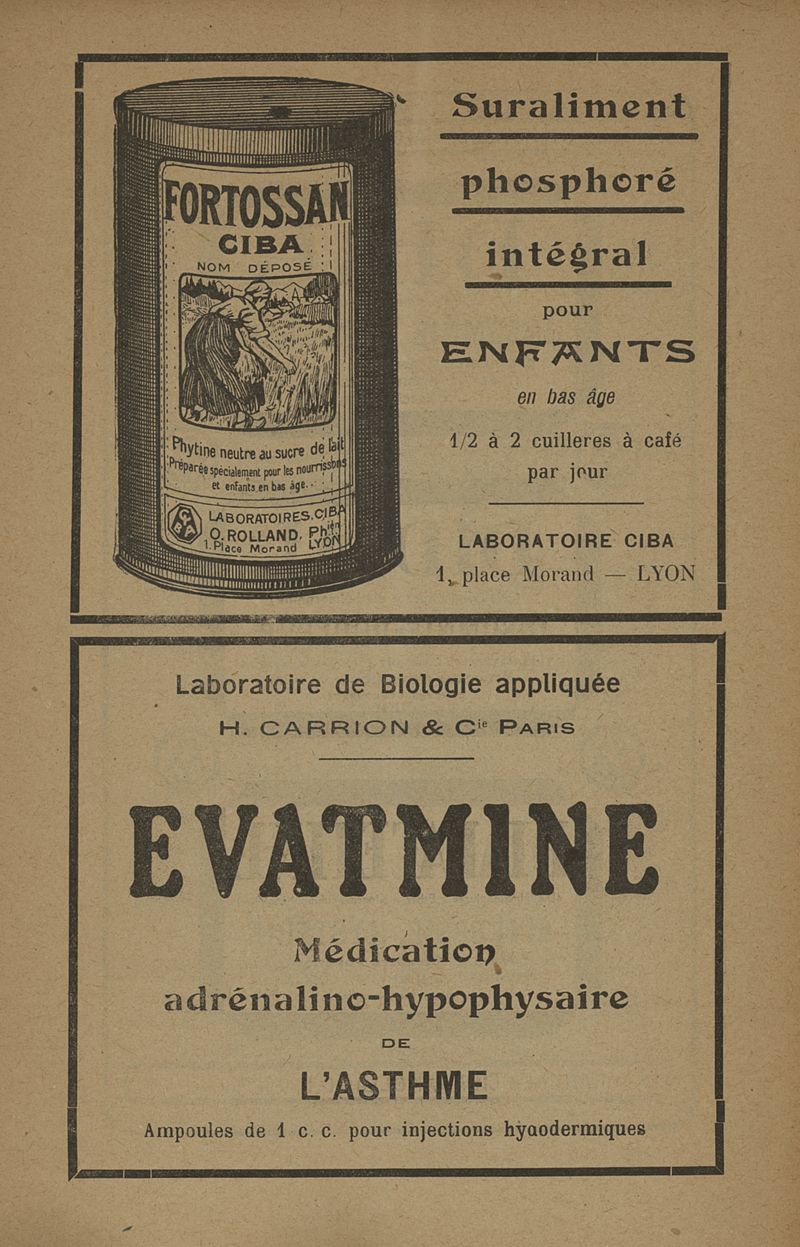 FORTOSSAN
CIBA
NOM DÉPOSÉ
Phytine neutre au sucre de lait
Préparée spécialement pour les nourrissons
et enfants en bas âge.
CIBA
LABORATOIRES.CIBA
O.ROLLAND, Phien
1.Place Morand LYON
Suraliment
phosphoré
intégral
pour
ENFANTS
en bas âge
1/2 à 2 cuilleres à café
par jour
LABORATOIRE CIBA
1, place Morand — LYON
Laboratoire de Biologie appliquée
H. CARRION & Cie PARIS
EVATMINE
Médication
adrénalino-hypophysaire
DE
L'ASTHME
Ampoules de 1 c. c. pour injections hyqodermiques